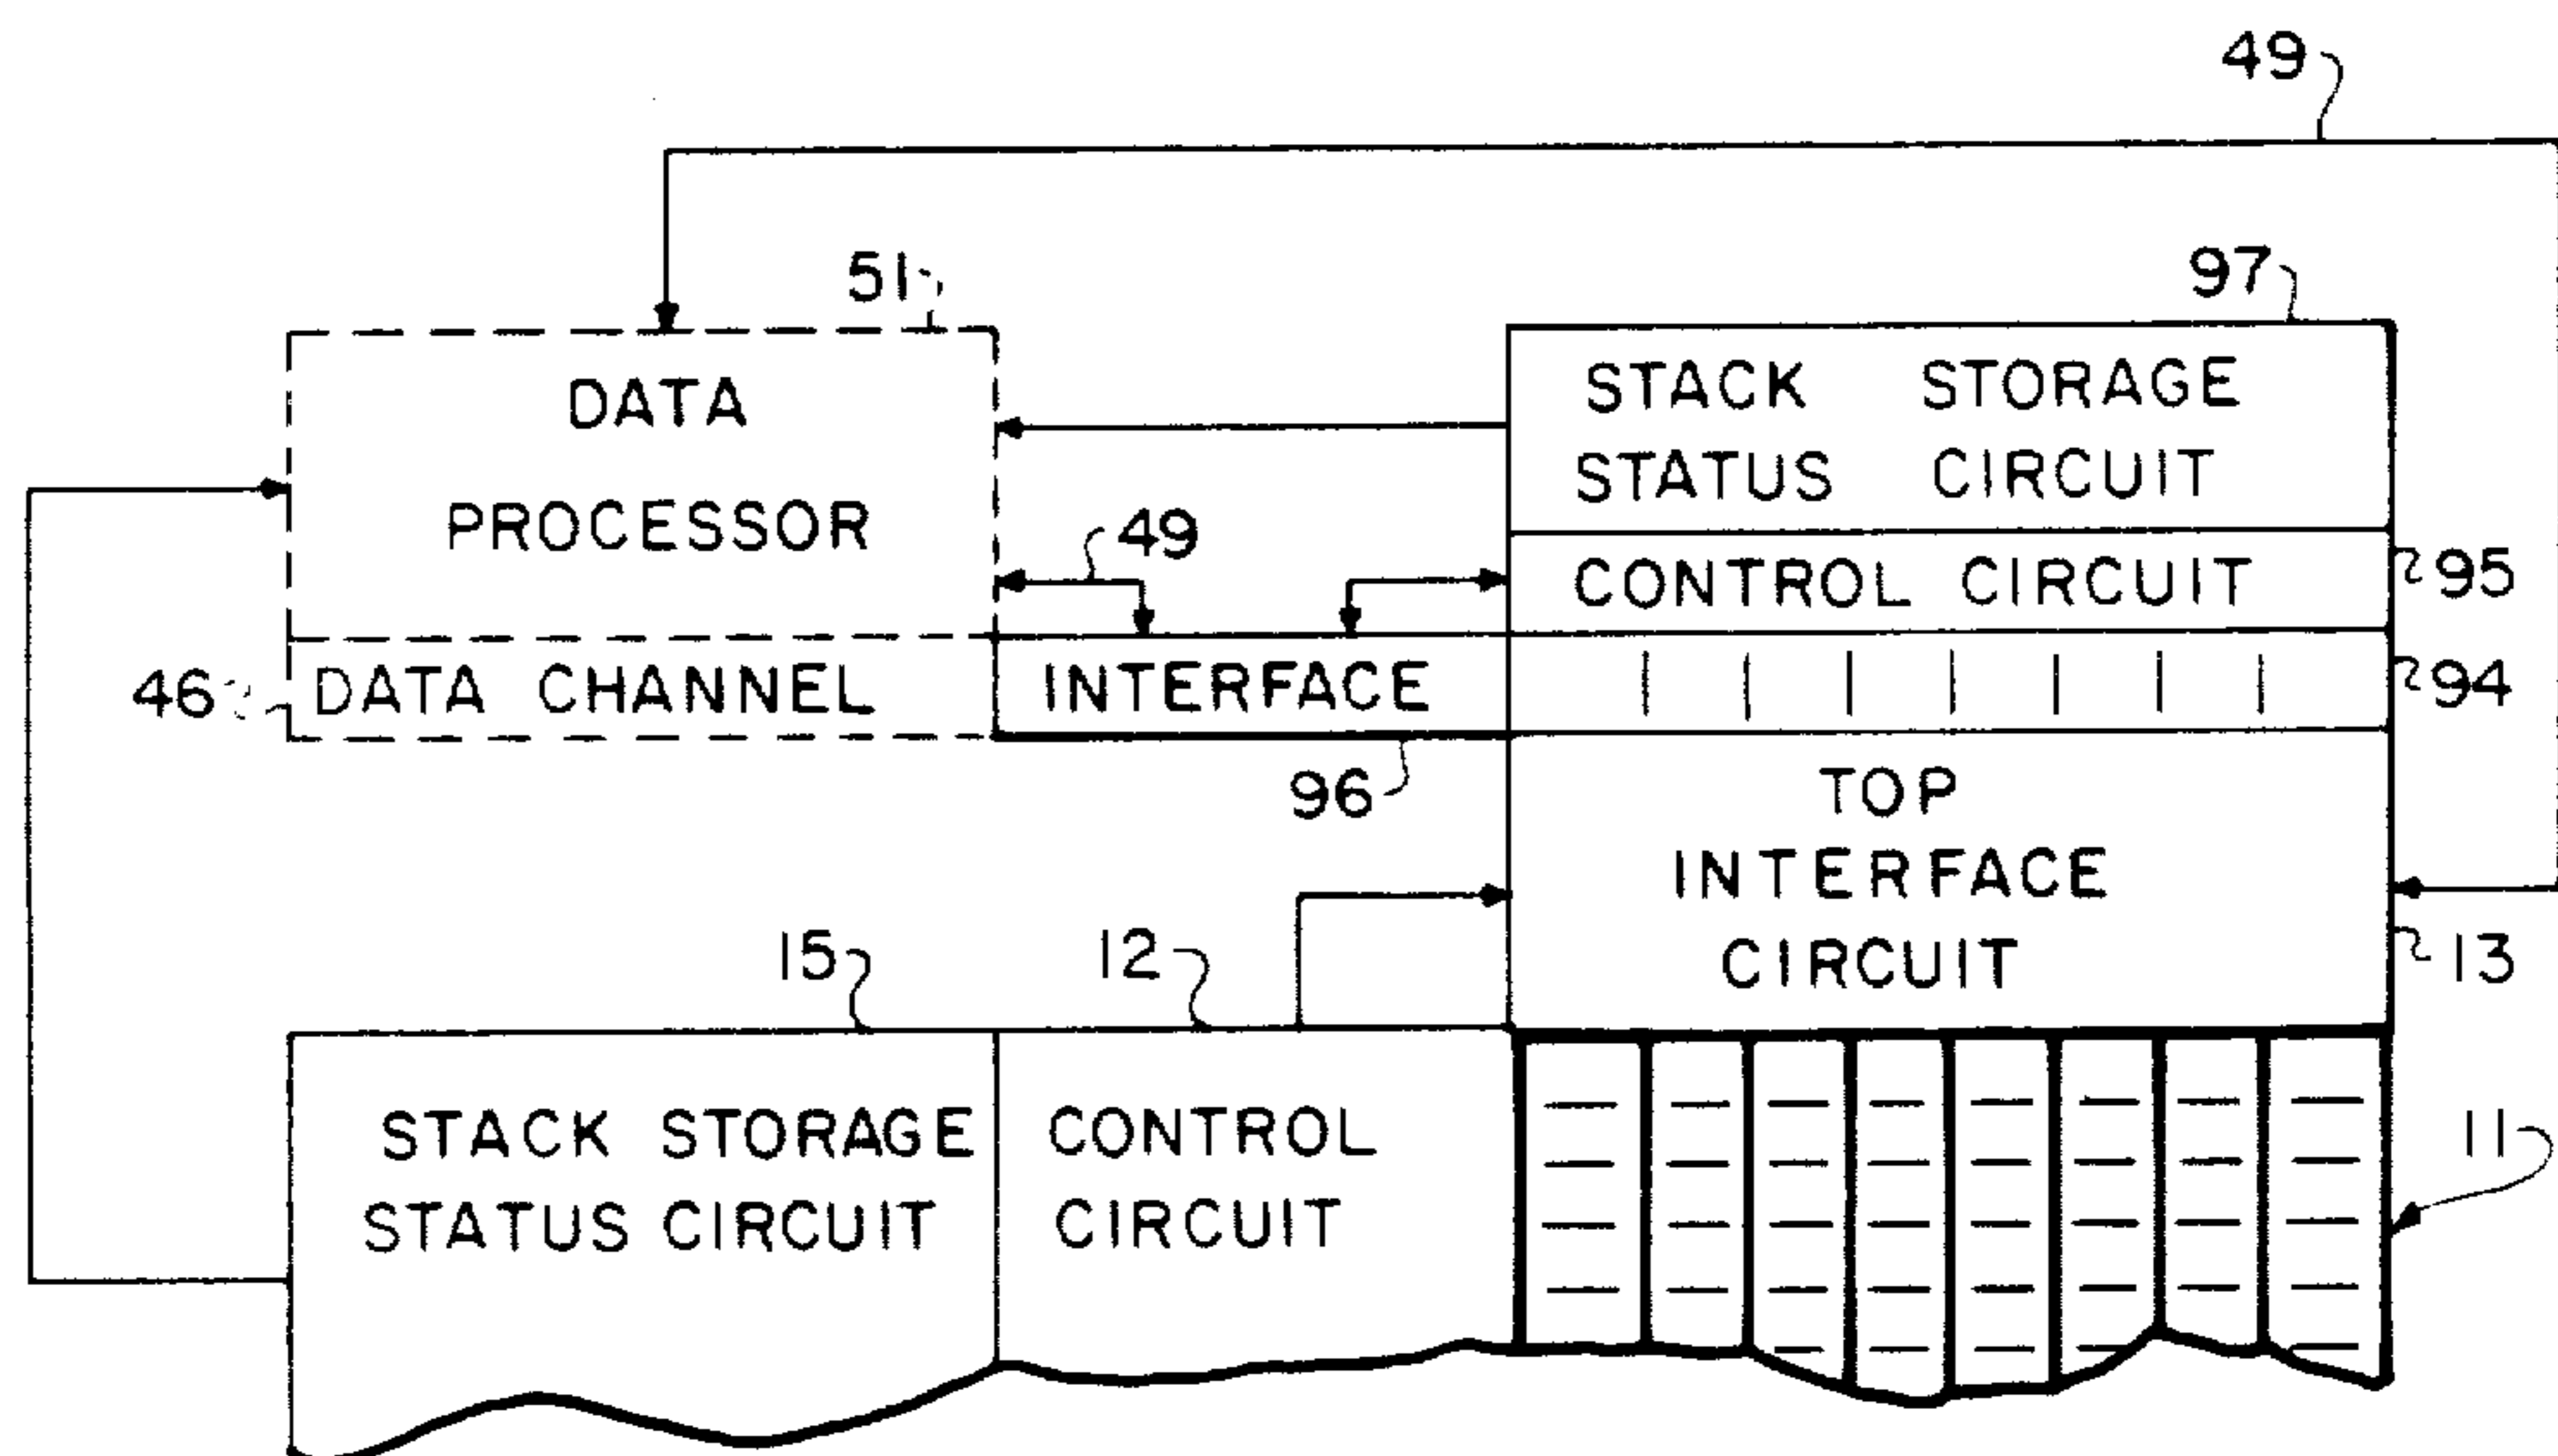 49
51
97
DATA
PROCESSOR
STACK STORAGE
STATUS CIRCUIT
49
CONTROL CIRCUIT
95
46
DATA CHANNEL
INTERFACE
94
96
TOP
INTERFACE
CIRCUIT
13
15
12
STACK STORAGE
STATUS CIRCUIT
CONTROL
CIRCUIT
11